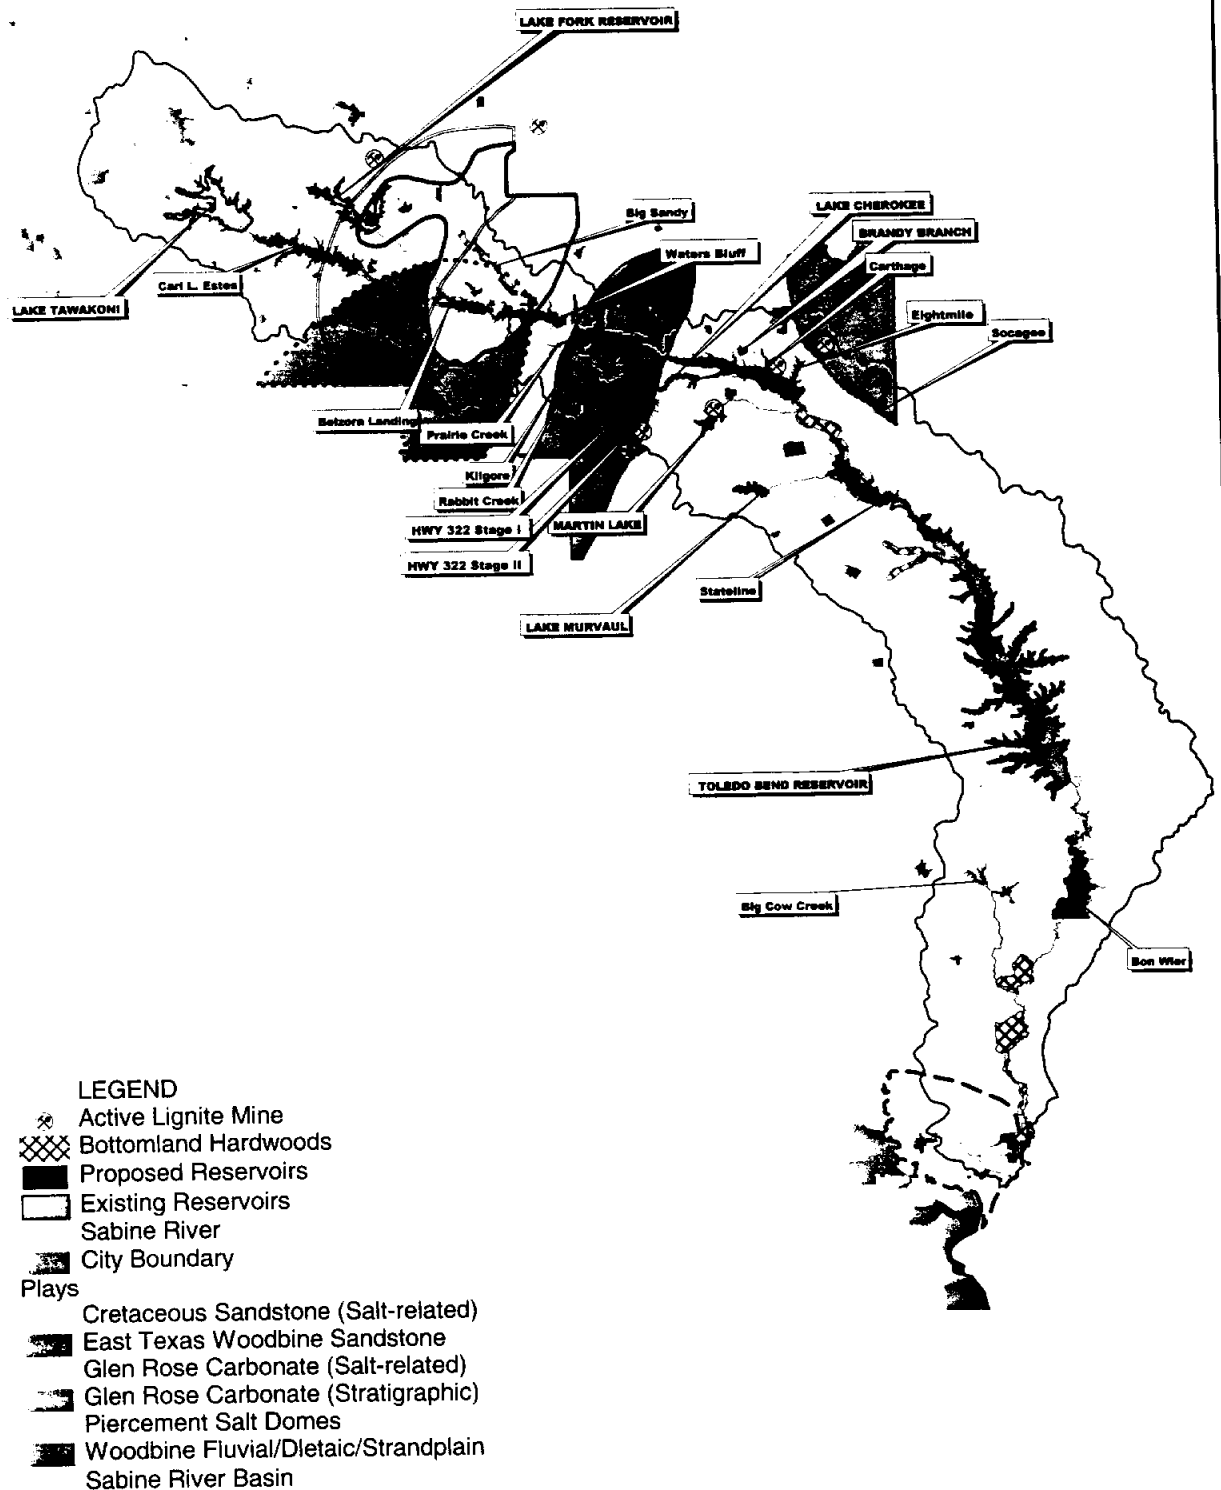 LAKE FORK RESERVOIR
LAKE CHEROKEE
Big Sandy
BRANDY BRANCH
Waters Bluff
Carthage
Carl L. Estes
LAKE TAWAKONI
Eightmile
Socagee
Belzora Landing
Prairie Creek
Kilgore
Rabbit Creek
HWY 322 Stage I
MARTIN LAKE
HWY 322 Stage II
Stateline
LAKE MURVAUL
TOLEDO BEND RESERVOIR
Big Cow Creek
Bon Wier
LEGEND
Active Lignite Mine
Bottomland Hardwoods
Proposed Reservoirs
Existing Reservoirs
Sabine River
City Boundary
Plays
Cretaceous Sandstone (Salt-related)
East Texas Woodbine Sandstone
Glen Rose Carbonate (Salt-related)
Glen Rose Carbonate (Stratigraphic)
Piercement Salt Domes
Woodbine Fluvial/Dletaic/Strandplain
Sabine River Basin